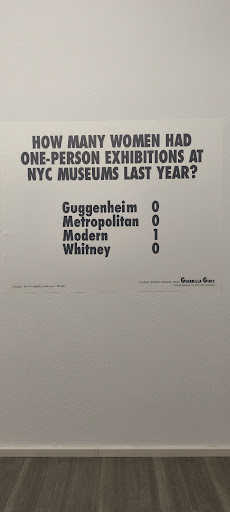 HOW MANY WOMEN HAD
ONE-PERSON EXHIBITIONS AT
NYC MUSEUMS LAST YEAR?
Guggenheim 0
Metropolitan 0
Modern 1
Whitney 0
GUERRILLA GIRLS